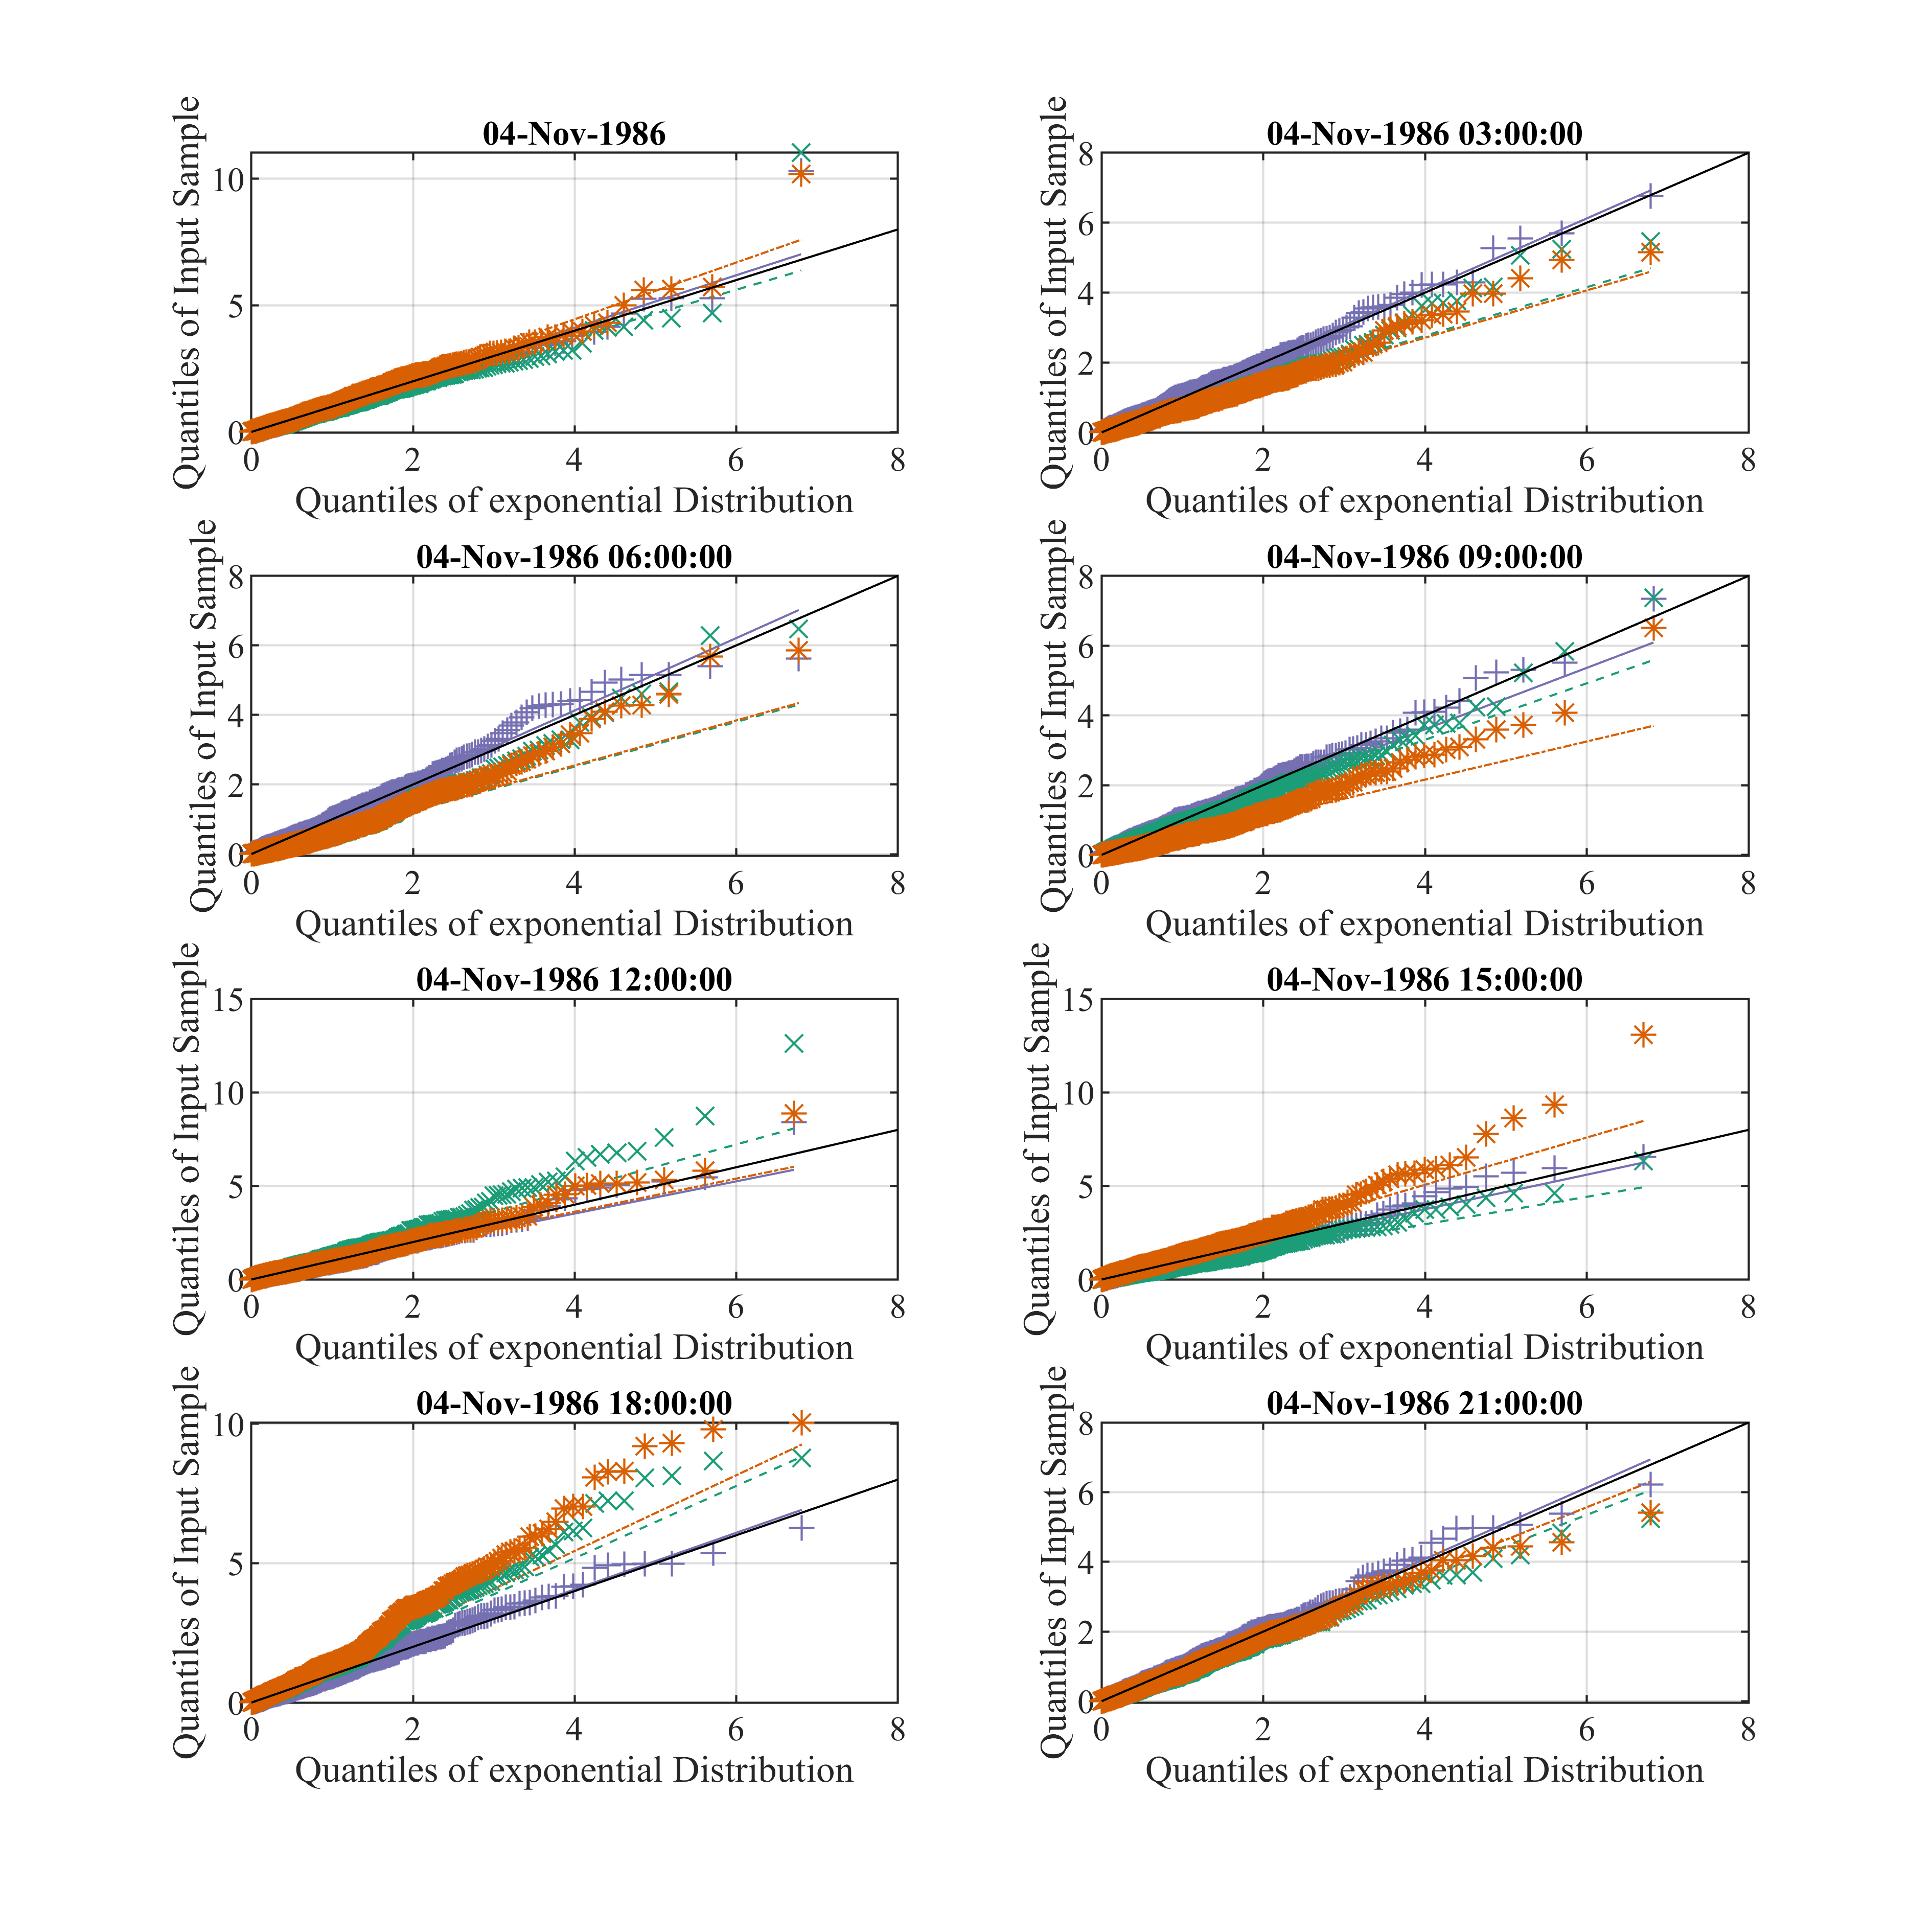 04-Nov-1986
Quantiles of Input Sample
10
5
0
0 2 4 6 8
Quantiles of exponential Distribution
04-Nov-1986 03:00:00
Quantiles of Input Sample
8
6
4
2
0
0 2 4 6 8
Quantiles of exponential Distribution
04-Nov-1986 06:00:00
Quantiles of Input Sample
8
6
4
2
0
0 2 4 6 8
Quantiles of exponential Distribution
04-Nov-1986 09:00:00
Quantiles of Input Sample
8
6
4
2
0
0 2 4 6 8
Quantiles of exponential Distribution
04-Nov-1986 12:00:00
Quantiles of Input Sample
15
10
5
0
0 2 4 6 8
Quantiles of exponential Distribution
04-Nov-1986 15:00:00
Quantiles of Input Sample
15
10
5
0
0 2 4 6 8
Quantiles of exponential Distribution
04-Nov-1986 18:00:00
Quantiles of Input Sample
10
5
0
0 2 4 6 8
Quantiles of exponential Distribution
04-Nov-1986 21:00:00
Quantiles of Input Sample
8
6
4
2
0
0 2 4 6 8
Quantiles of exponential Distribution